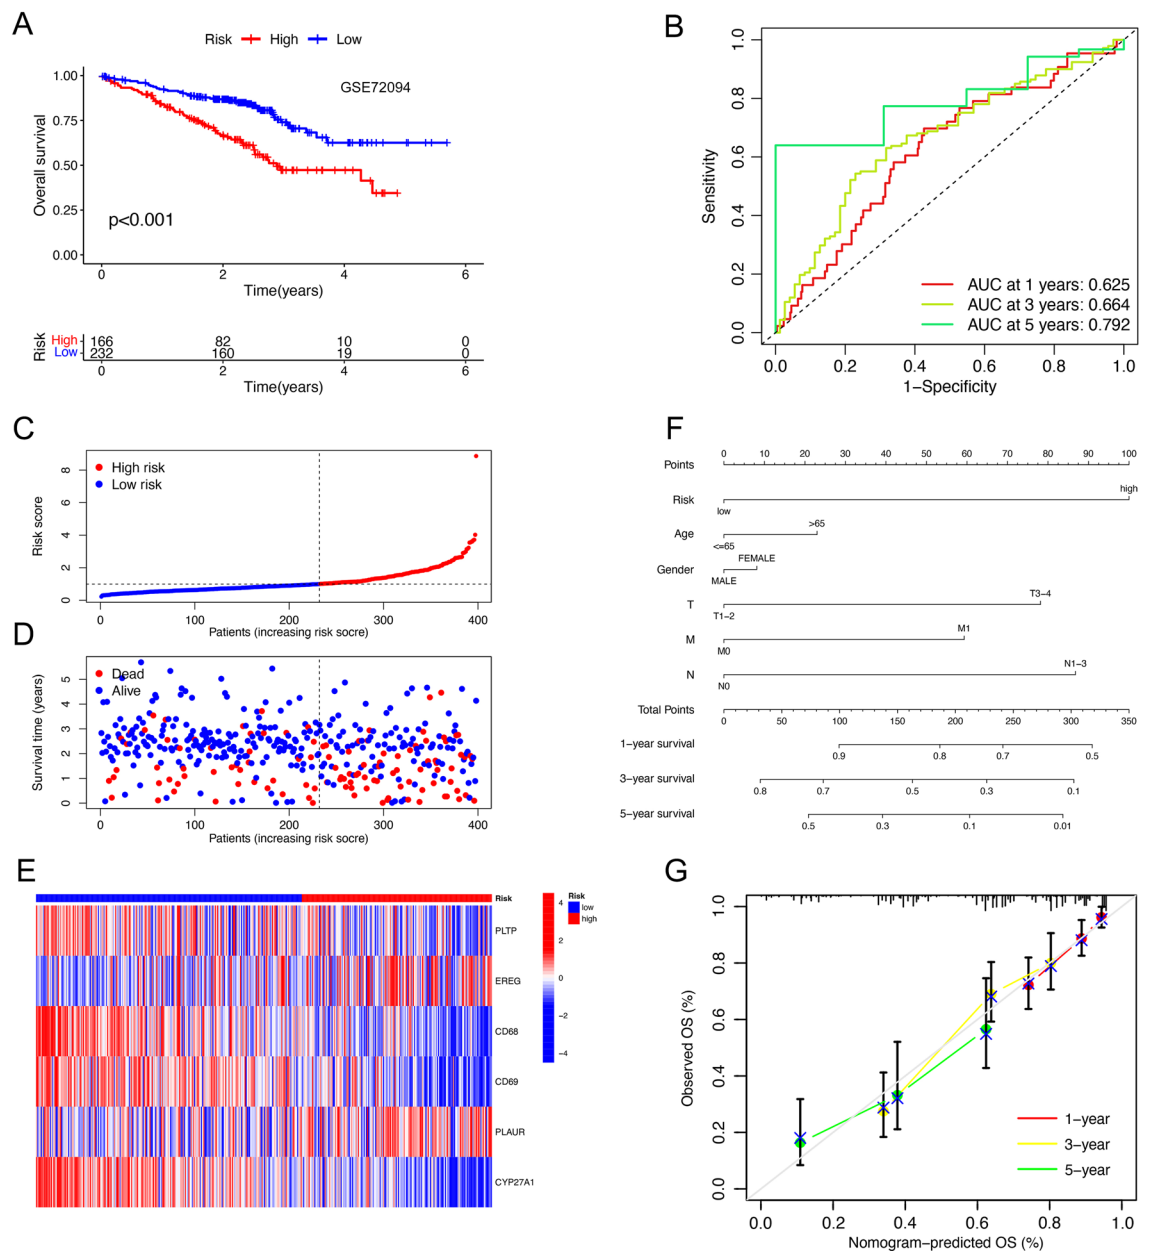 A
Risk High Low
GSE72094
1.00
0.75
0.50
0.25
0.00
Overall survival
p<0.001
0 2 4 6
Time(years)
Risk
High 166 82 10 0
Low 232 160 19 0
0 2 4 6
Time(years)
B
1.0
0.8
0.6
0.4
0.2
0.0
Sensitivity
AUC at 1 years: 0.625
AUC at 3 years: 0.664
AUC at 5 years: 0.792
0.0 0.2 0.4 0.6 0.8 1.0
1−Specificity
C
High risk
Low risk
8
6
4
2
0
Risk score
0 100 200 300 400
Patients (increasing risk socre)
D
Dead
Alive
5
4
3
2
1
0
Survival time (years)
0 100 200 300 400
Patients (increasing risk socre)
E
Risk
PLTP
EREG
CD68
CD69
PLAUR
CYP27A1
4
2
0
−2
−4
Risk
low
high
F
Points 0 10 20 30 40 50 60 70 80 90 100
Risk low high
Age <=65 >65
Gender MALE FEMALE
T T1−2 T3−4
M M0 M1
N N0 N1−3
Total Points 0 50 100 150 200 250 300 350
1−year survival 0.9 0.8 0.7 0.5
3−year survival 0.8 0.7 0.5 0.3 0.1
5−year survival 0.5 0.3 0.1 0.01
G
1.0
0.8
0.6
0.4
0.2
0.0
Observed OS (%)
1−year
3−year
5−year
0.0 0.2 0.4 0.6 0.8 1.0
Nomogram−predicted OS (%)